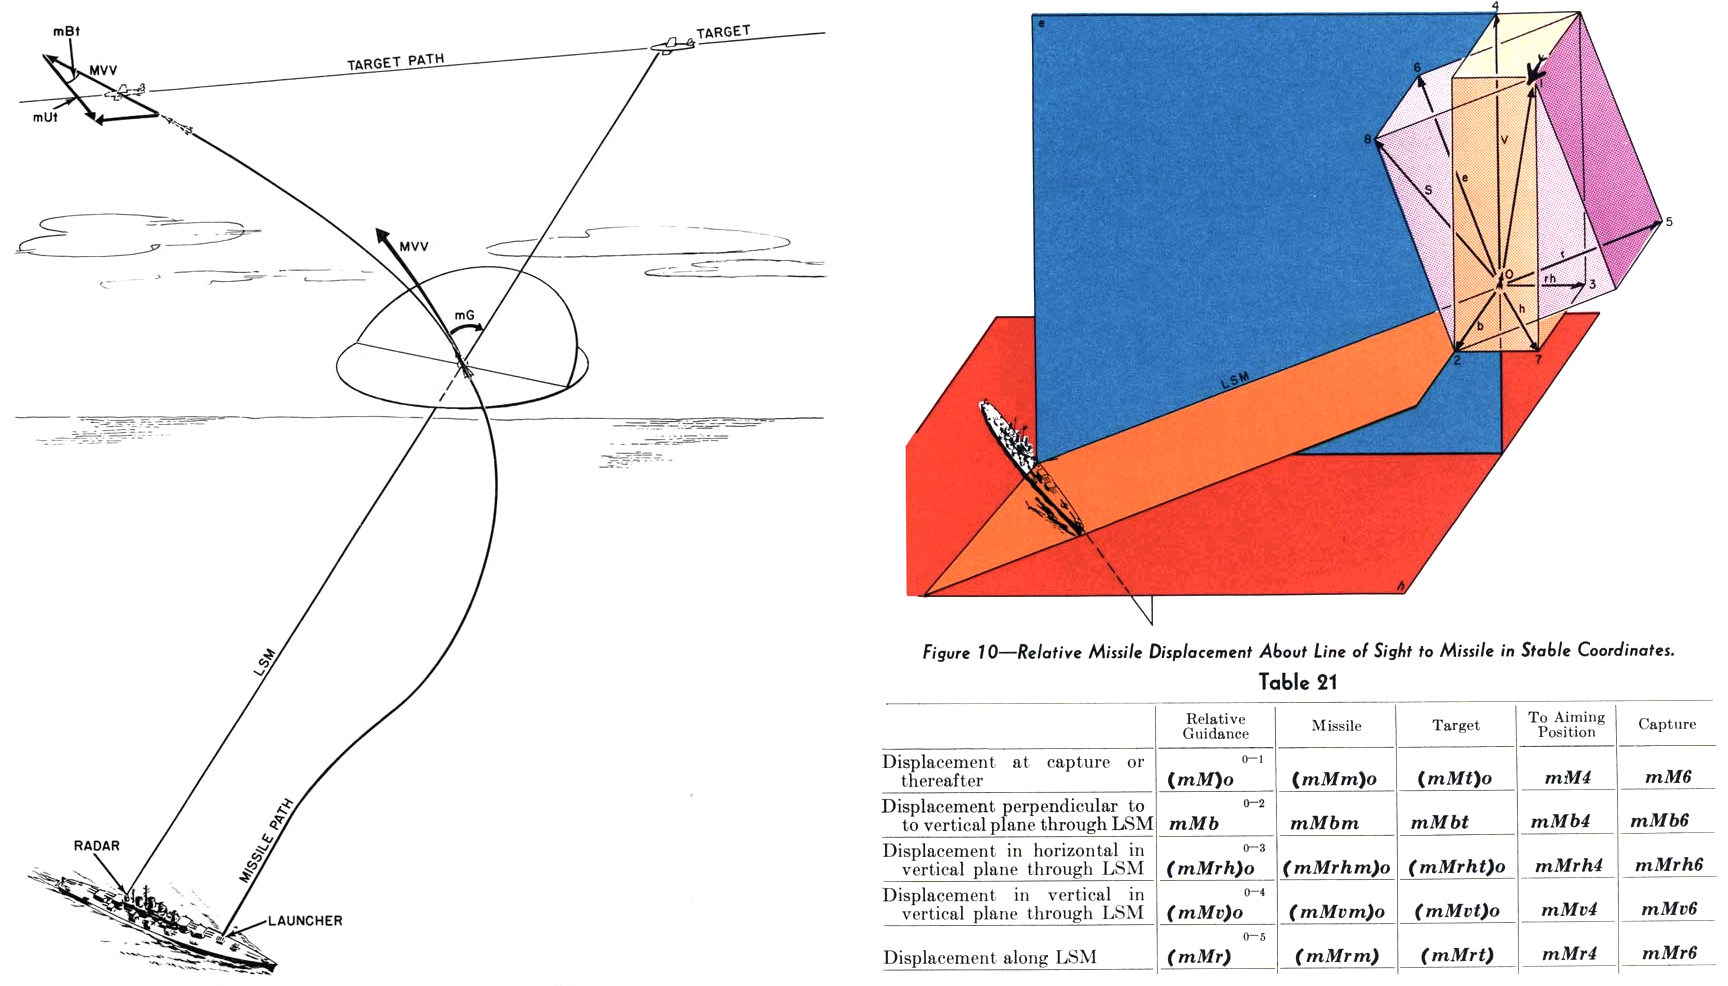 mBt
MVV
mUt
TARGET PATH
TARGET
MVV
mG
LSM
MISSILE PATH
RADAR
LAUNCHER
e
4
6
8
1
V
e
S
5
r
O
rh
3
b
h
2
7
LSM
h
Figure 10—Relative Missile Displacement About Line of Sight to Missile in Stable Coordinates.
Table 21
Relative Guidance Missile Target To Aiming Position Capture
Displacement at capture or thereafter (mM)o 0—1 (mMm)o (mMt)o mM4 mM6
Displacement perpendicular to to vertical plane through LSM mMb 0—2 mMbm mMbt mMb4 mMb6
Displacement in horizontal in vertical plane through LSM (mMrh)o 0—3 (mMrhm)o (mMrht)o mMrh4 mMrh6
Displacement in vertical in vertical plane through LSM (mMv)o 0—4 (mMvm)o (mMvt)o mMv4 mMv6
Displacement along LSM (mMr) 0—5 (mMrm) (mMrt) mMr4 mMr6